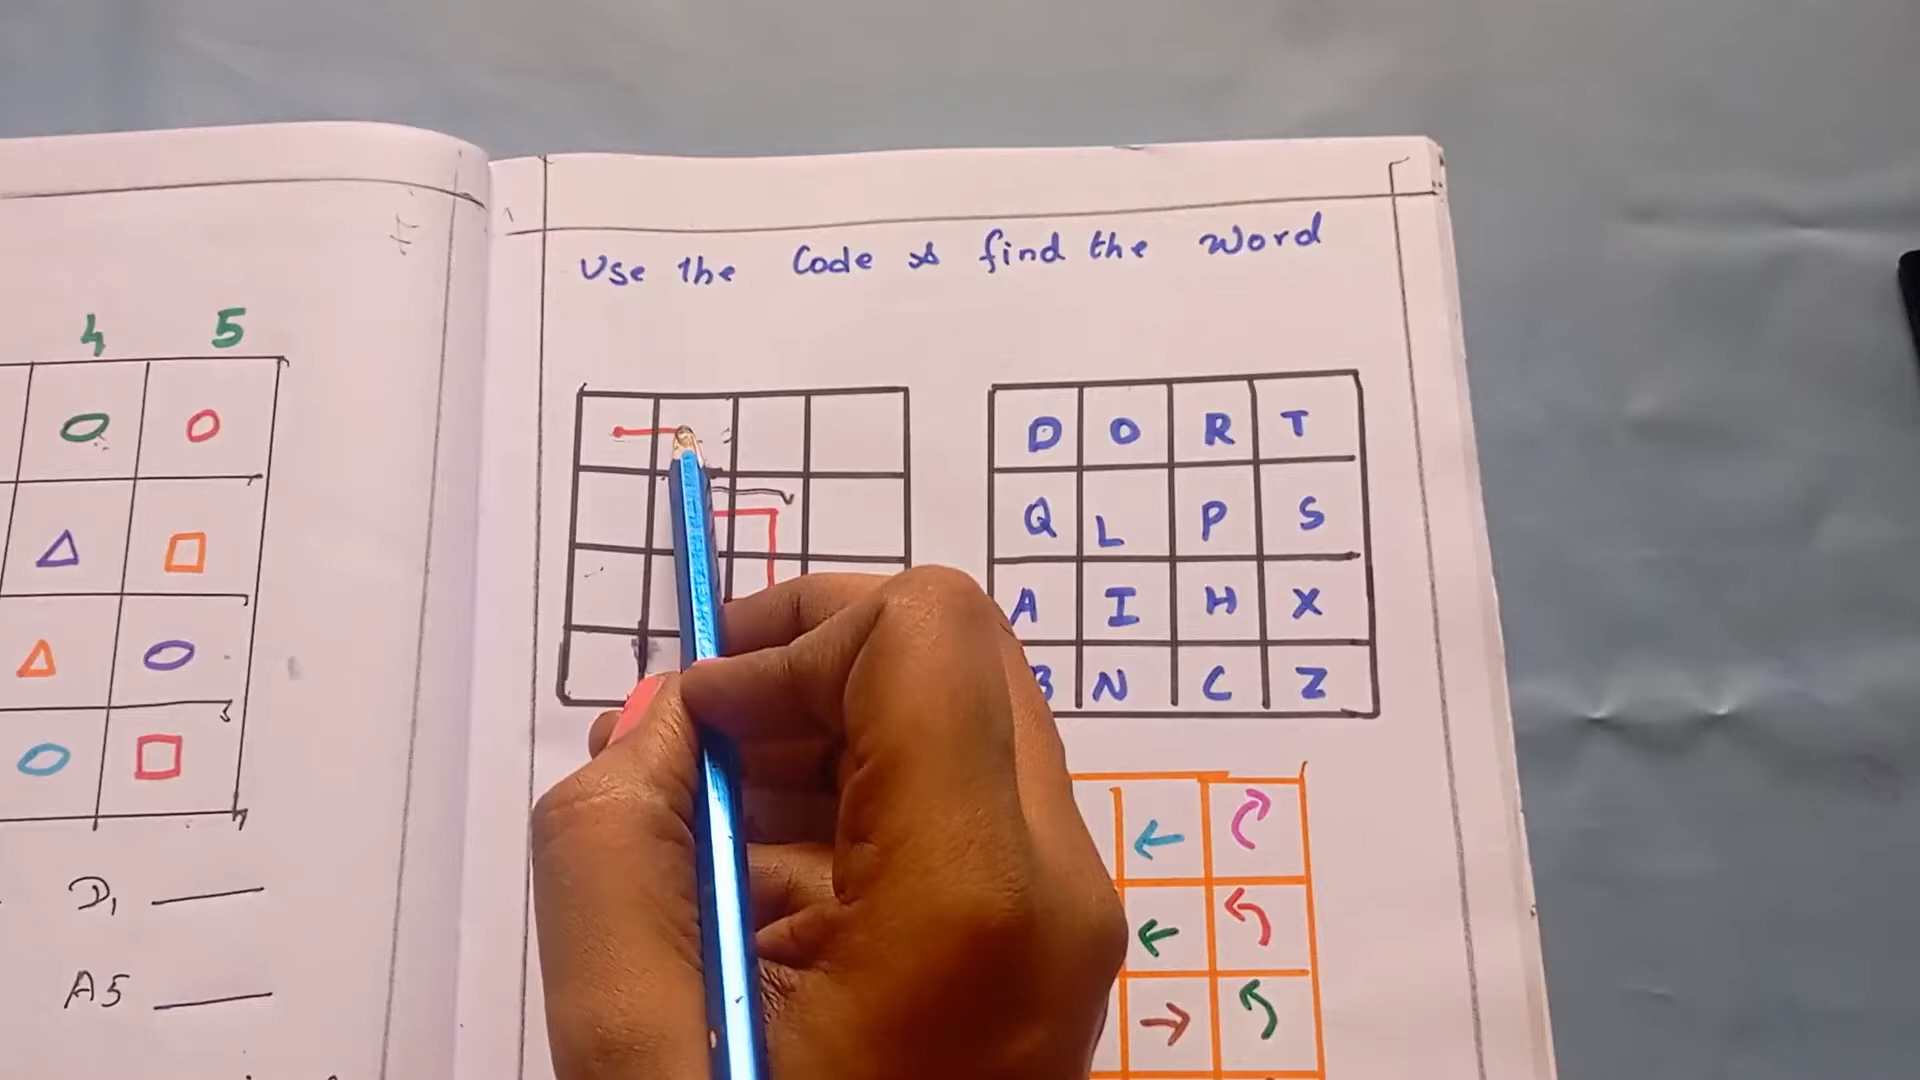 Use the Code & find the Word
4 5
D O R T
Q L P S
A I H X
B N C Z
D1
A5